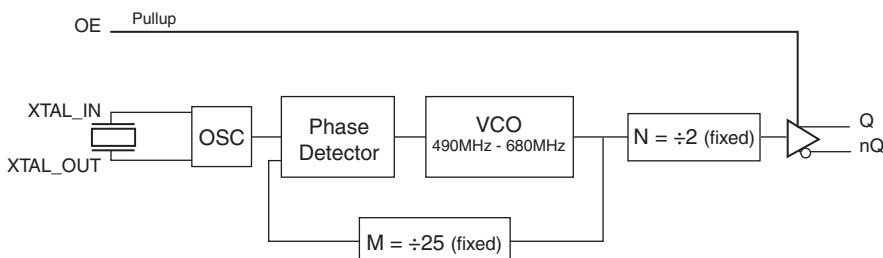 OE Pullup
XTAL_IN
OSC
XTAL_OUT
Phase
Detector
VCO
490MHz - 680MHz
N = ÷2 (fixed)
Q
nQ
M = ÷25 (fixed)